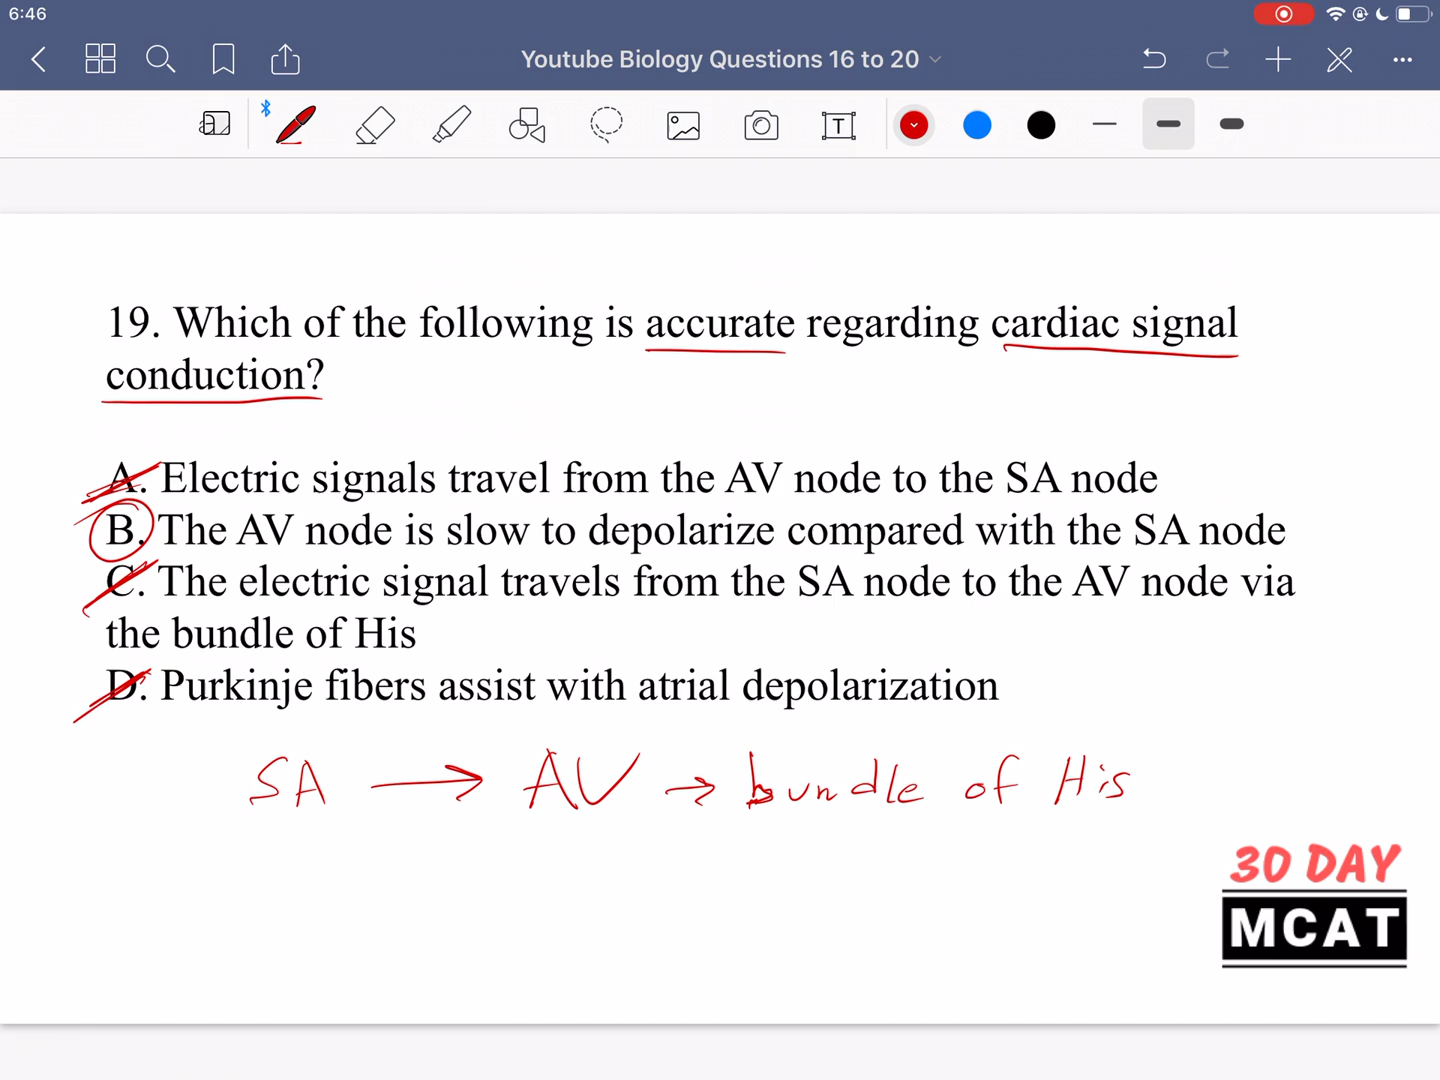 6:46
Youtube Biology Questions 16 to 20
T
19. Which of the following is accurate regarding cardiac signal
conduction?
A. Electric signals travel from the AV node to the SA node
B. The AV node is slow to depolarize compared with the SA node
C. The electric signal travels from the SA node to the AV node via
the bundle of His
D. Purkinje fibers assist with atrial depolarization
SA → AV → bundle of His
30 DAY
MCAT